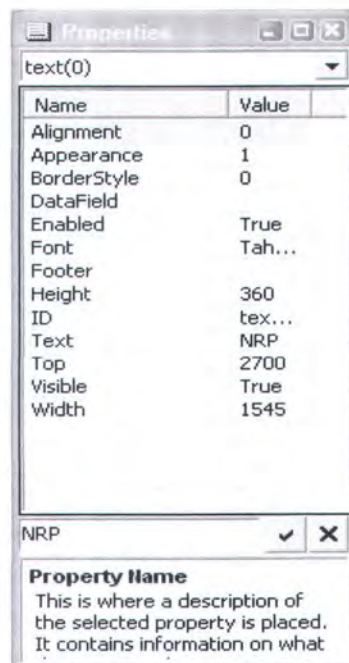 Properties
text(0)
Name Value
Alignment 0
Appearance 1
BorderStyle 0
DataField
Enabled True
Font Tah...
Footer
Height 360
ID tex...
Text NRP
Top 2700
Visible True
Width 1545
NRP
Property Name
This is where a description of
the selected property is placed.
It contains information on what